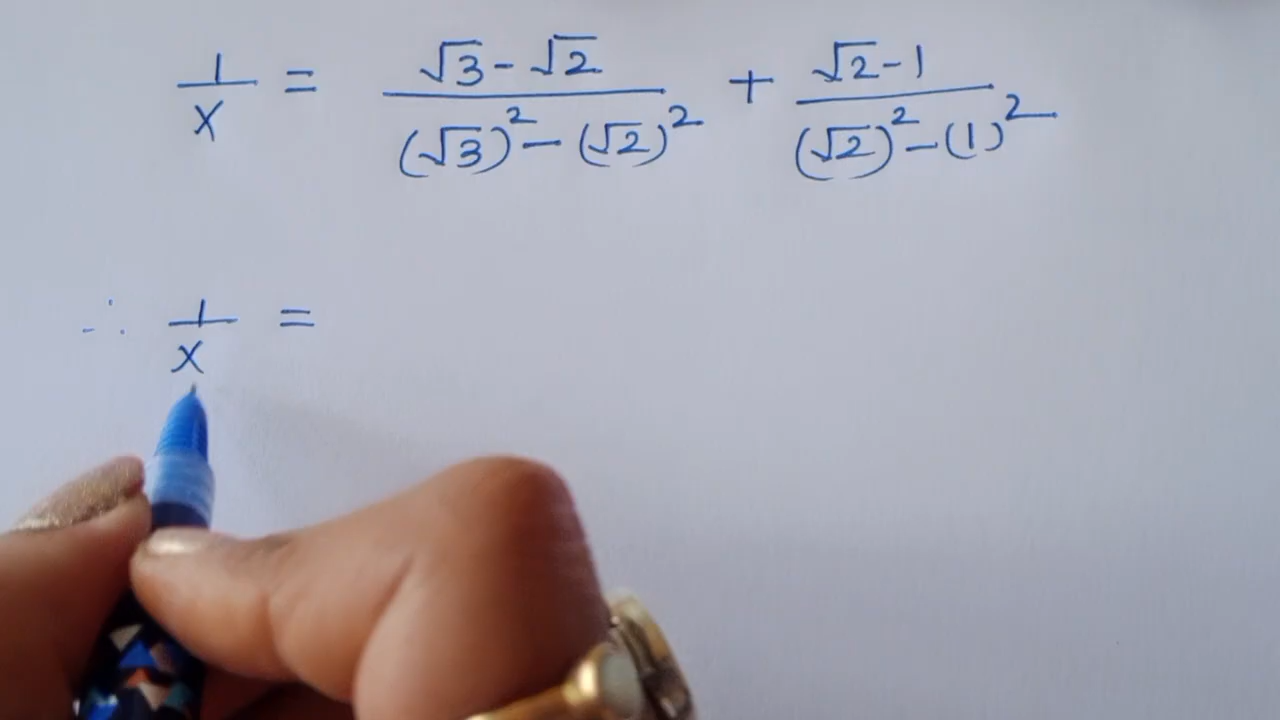 1/x = (√3 - √2)/((√3)² - (√2)²) + (√2 - 1)/((√2)² - (1)²)
∴ 1/x =